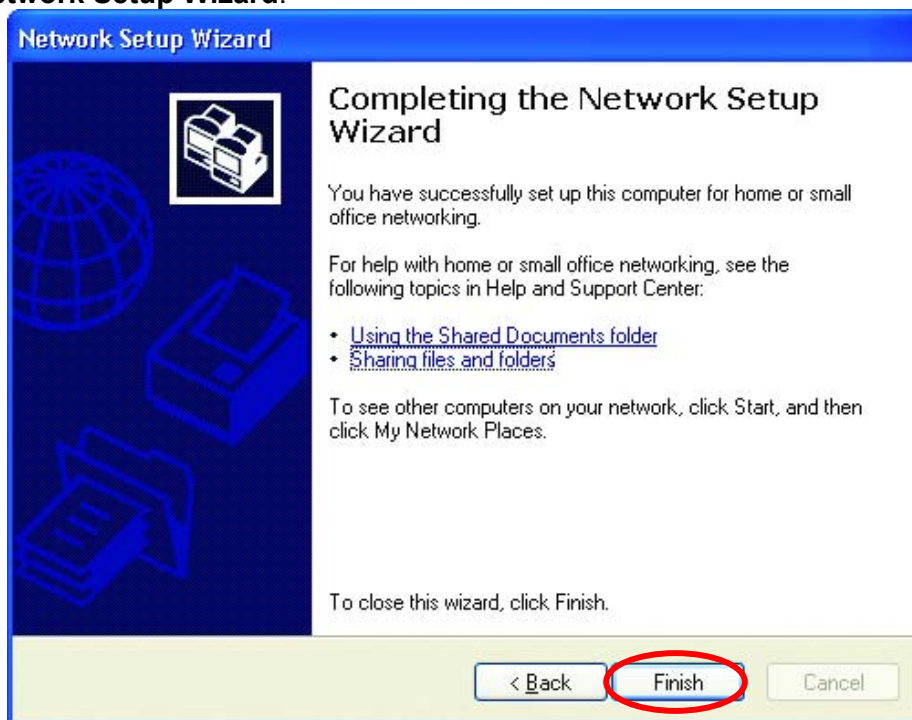 Network Setup Wizard
Completing the Network Setup
Wizard
You have successfully set up this computer for home or small
office networking.
For help with home or small office networking, see the
following topics in Help and Support Center:
• Using the Shared Documents folder
• Sharing files and folders
To see other computers on your network, click Start, and then
click My Network Places.
To close this wizard, click Finish.
< Back Finish Cancel